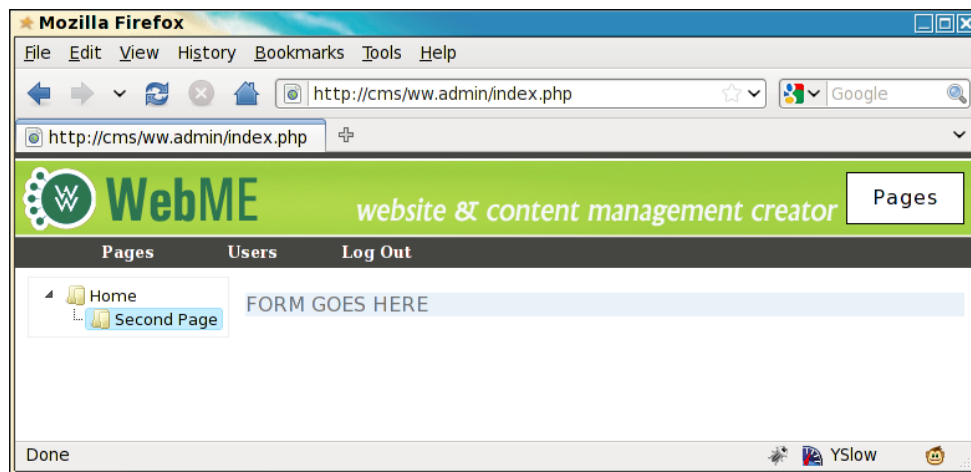 Mozilla Firefox
File Edit View History Bookmarks Tools Help
http://cms/ww.admin/index.php Google
http://cms/ww.admin/index.php
W W WebME website & content management creator Pages
Pages Users Log Out
Home
FORM GOES HERE
Second Page
Done YSlow